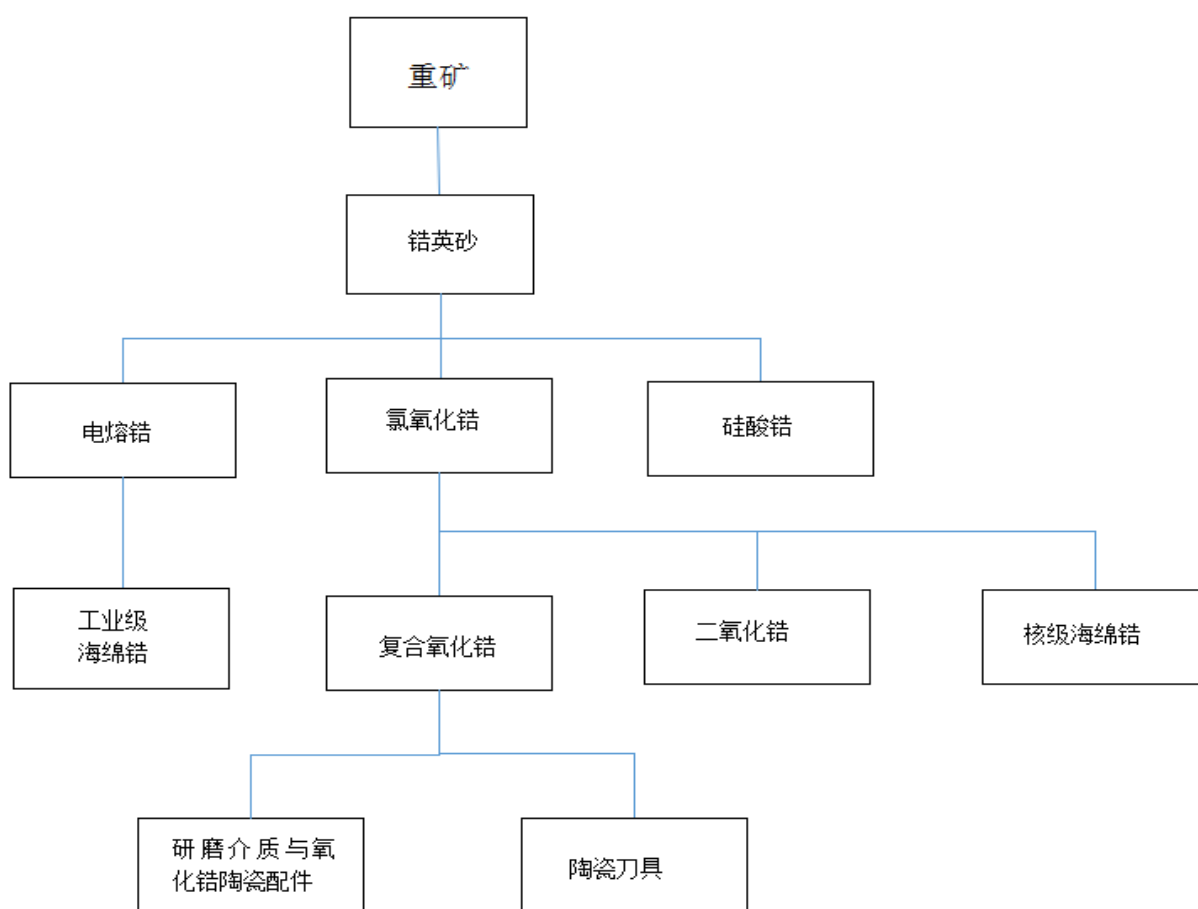 重矿
锆英砂
电熔锆
氯氧化锆
硅酸锆
工业级
海绵锆
复合氧化锆
二氧化锆
核级海绵锆
研磨介质与氧
化锆陶瓷配件
陶瓷刀具